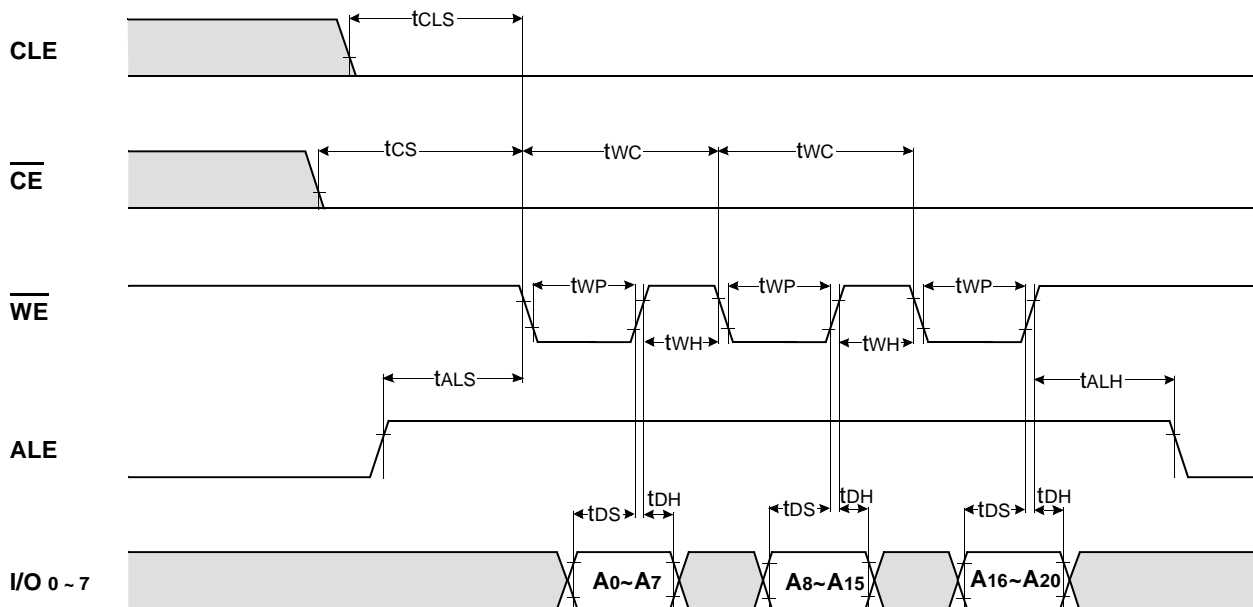 tCLS
CLE
tCS tWC tWC
CE
tWP tWP tWP
WE
tWH tWH
tALS tALH
ALE
tDS tDH tDS tDH tDS tDH
I/O 0 ~ 7 A0~A7 A8~A15 A16~A20